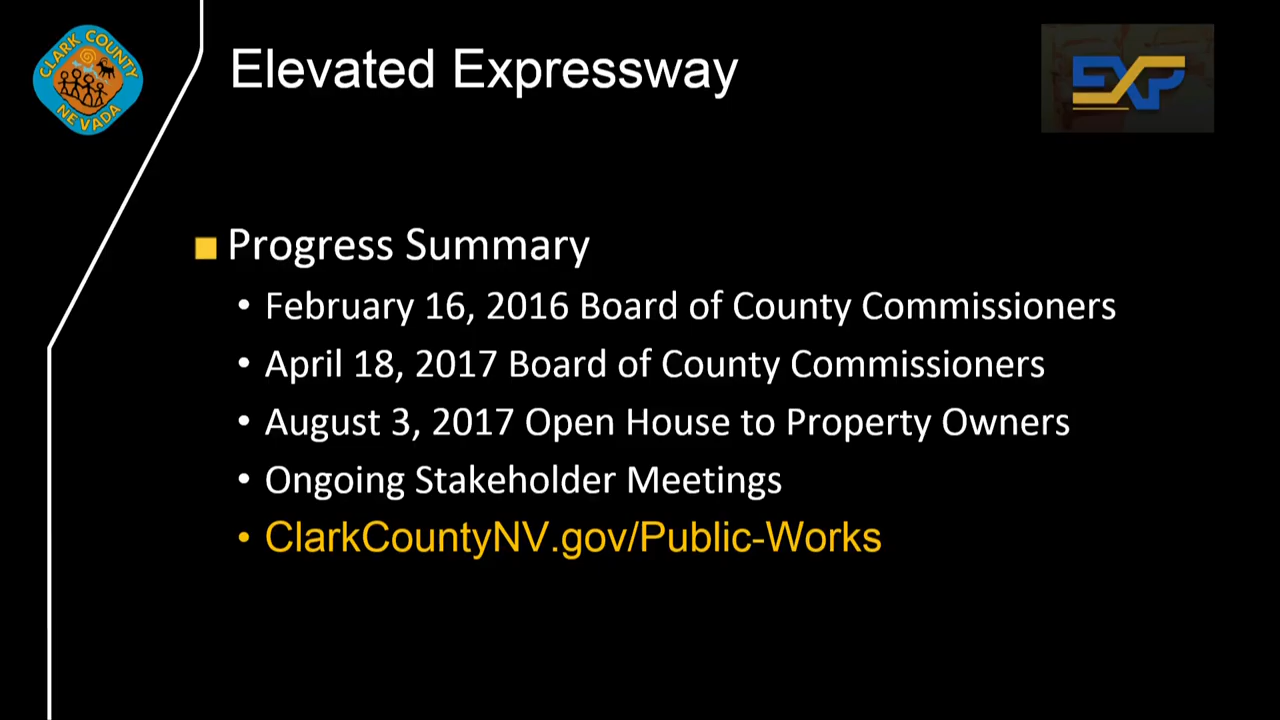 CLARK COUNTY
NEVADA
Elevated Expressway
EXP
Progress Summary
• February 16, 2016 Board of County Commissioners
• April 18, 2017 Board of County Commissioners
• August 3, 2017 Open House to Property Owners
• Ongoing Stakeholder Meetings
• ClarkCountyNV.gov/Public-Works